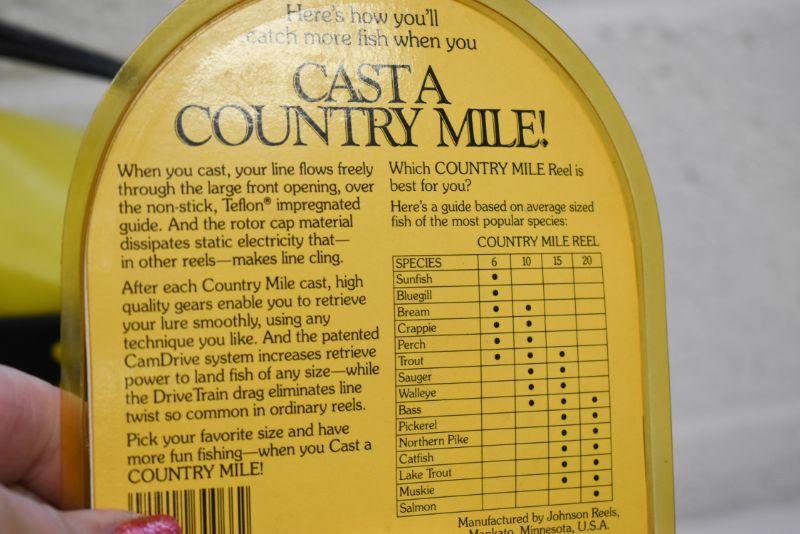 Here's how you'll
catch more fish when you
CAST A
COUNTRY MILE!
When you cast, your line flows freely
through the large front opening, over
the non-stick, Teflon® impregnated
guide. And the rotor cap material
dissipates static electricity that—
in other reels—makes line cling.
After each Country Mile cast, high
quality gears enable you to retrieve
your lure smoothly, using any
technique you like. And the patented
CamDrive system increases retrieve
power to land fish of any size—while
the DriveTrain drag eliminates line
twist so common in ordinary reels.
Pick your favorite size and have
more fun fishing—when you Cast a
COUNTRY MILE!
Which COUNTRY MILE Reel is
best for you?
Here's a guide based on average sized
fish of the most popular species:
COUNTRY MILE REEL
SPECIES 6 10 15 20
Sunfish •
Bluegill •
Bream • •
Crappie • •
Perch • •
Trout • • •
Sauger • •
Walleye • •
Bass • • •
Pickerel • •
Northern Pike • •
Catfish • •
Lake Trout • •
Muskie • •
Salmon •
Manufactured by Johnson Reels,
Mankato, Minnesota, U.S.A.